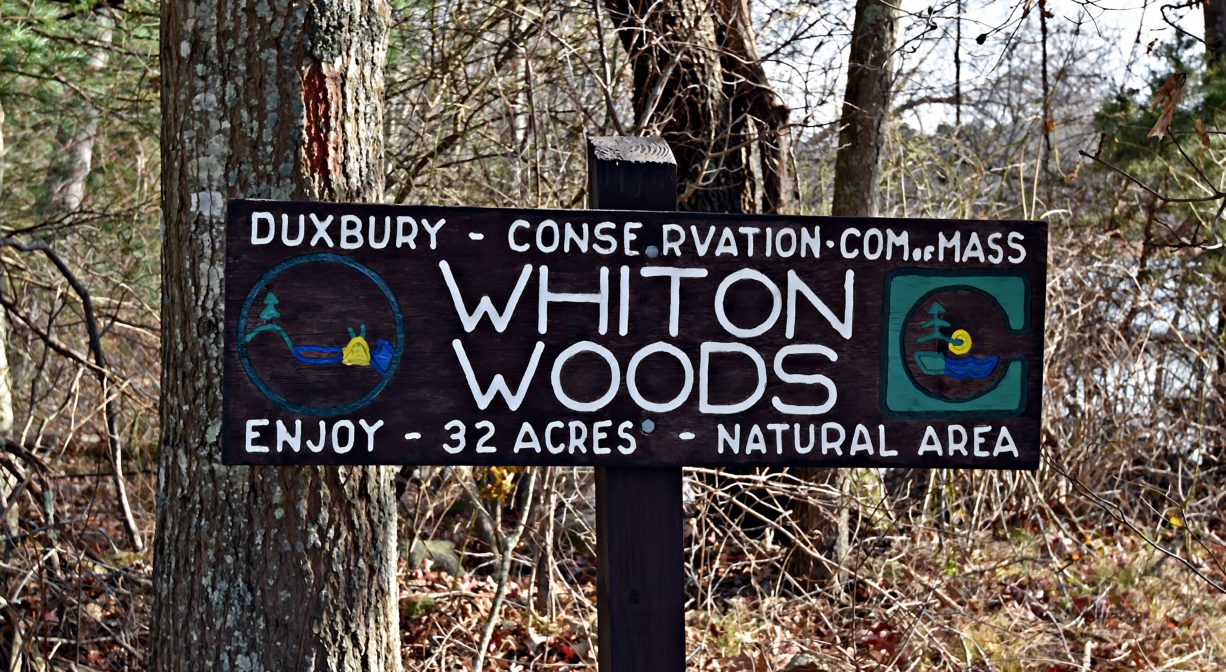 DUXBURY - CONSERVATION·COM OF MASS
WHITON
WOODS
ENJOY - 32 ACRES - NATURAL AREA